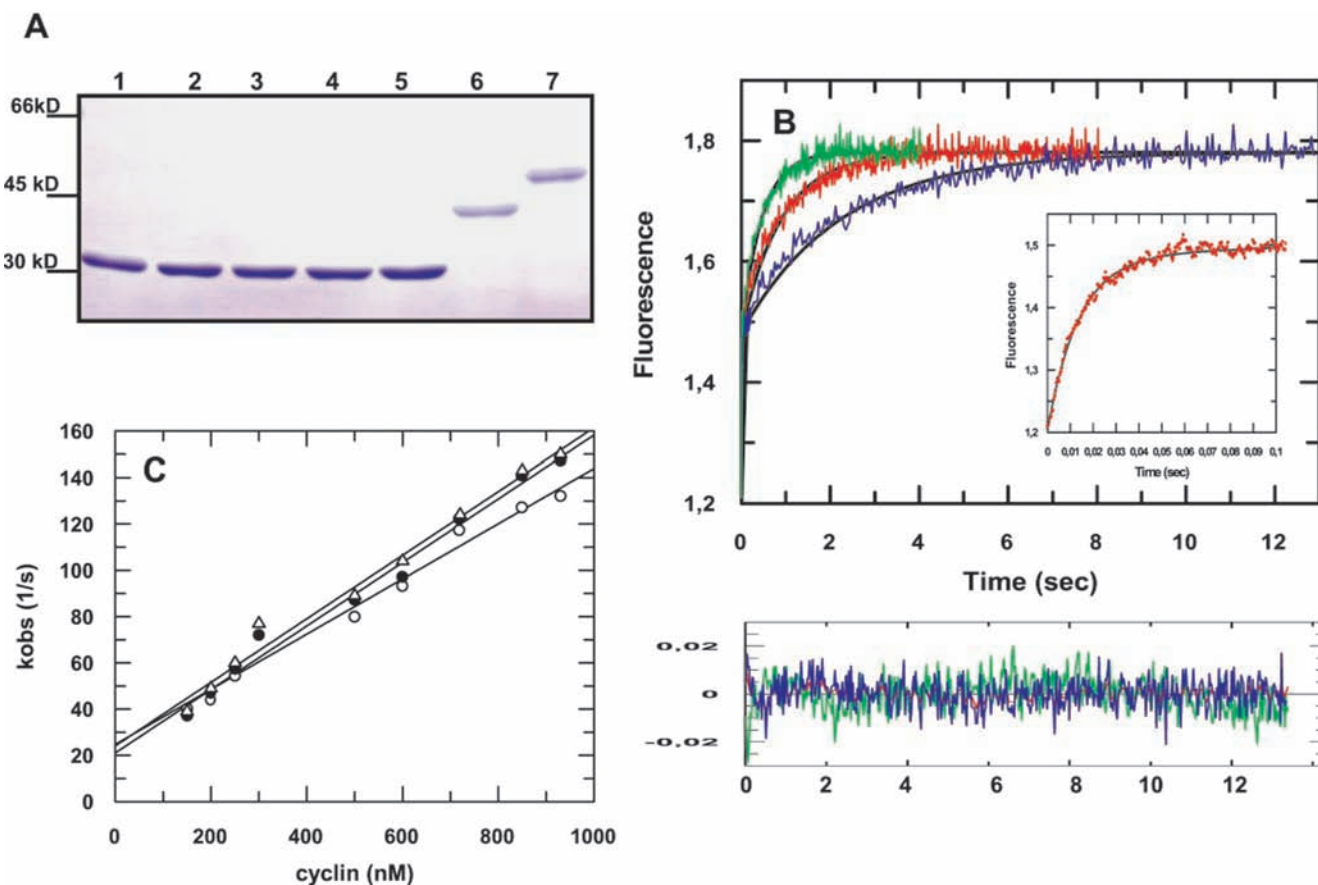 A
1 2 3 4 5 6 7
66kD
45 kD
30 kD
B
Fluorescence
1,8
1,6
1,4
1,2
0 2 4 6 8 10 12
Time (sec)
Fluorescence
1,5
1,4
1,3
1,2
0 0,01 0,02 0,03 0,04 0,05 0,06 0,07 0,08 0,09 0,1
Time (sec)
0,02
0
-0,02
0 2 4 6 8 10 12
C
kobs (1/s)
160
140
120
100
80
60
40
20
0
0 200 400 600 800 1000
cyclin (nM)